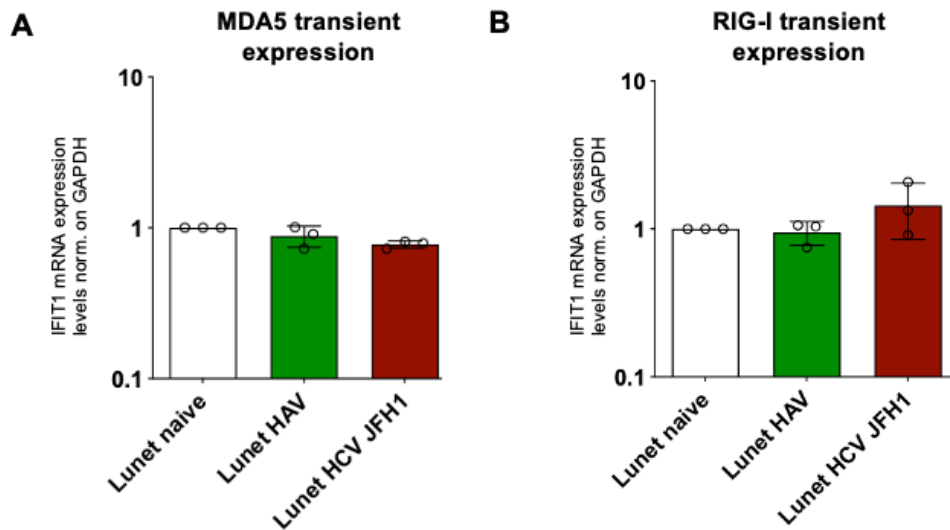 A
MDA5 transient
expression
IFIT1 mRNA expression
levels norm. on GAPDH
10
1
0.1
Lunet naive
Lunet HAV
Lunet HCV JFH1
B
RIG-I transient
expression
IFIT1 mRNA expression
levels norm. on GAPDH
10
1
0.1
Lunet naive
Lunet HAV
Lunet HCV JFH1